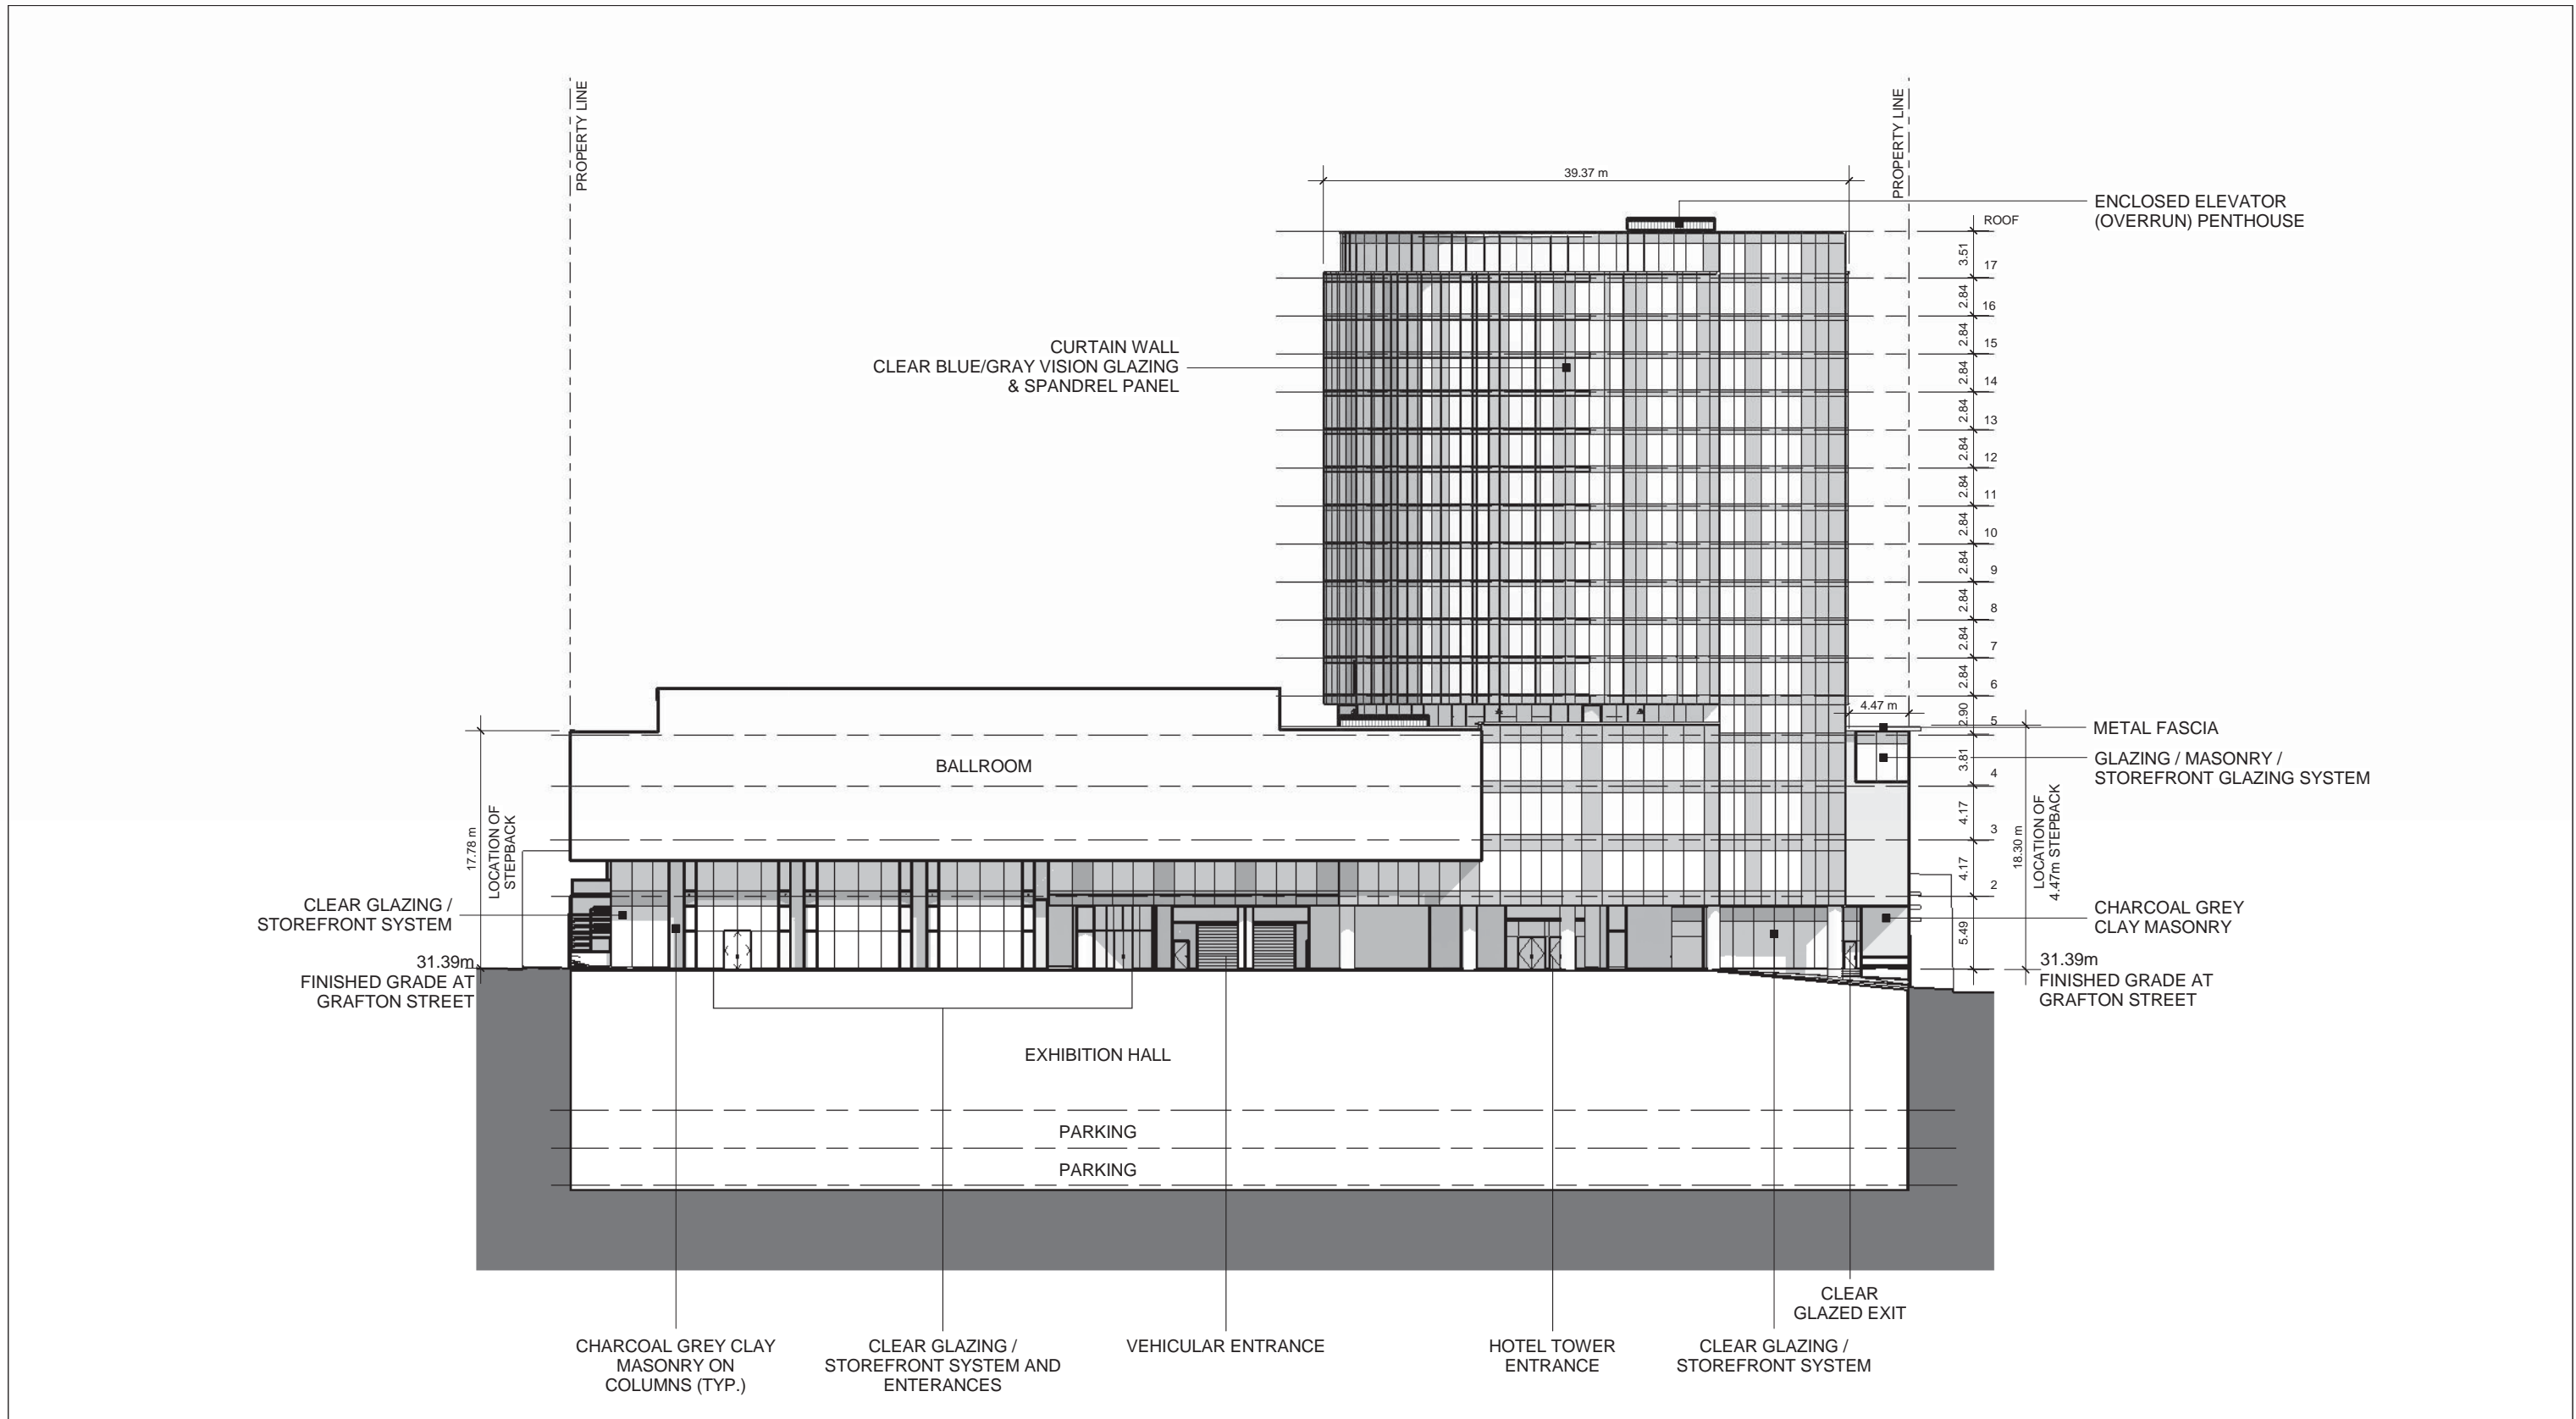 PROPERTY LINE
PROPERTY LINE
39.37 m
ENCLOSED ELEVATOR
(OVERRUN) PENTHOUSE
ROOF
3.51
17
2.84
16
2.84
15
2.84
14
2.84
13
2.84
12
2.84
11
2.84
10
2.84
9
2.84
8
2.84
7
2.84
6
2.90
5
3.81
4
4.17
3
4.17
2
5.49
CURTAIN WALL
CLEAR BLUE/GRAY VISION GLAZING
& SPANDREL PANEL
4.47 m
METAL FASCIA
GLAZING / MASONRY /
STOREFRONT GLAZING SYSTEM
BALLROOM
17.78 m
LOCATION OF
STEPBACK
18.30 m
LOCATION OF
4.47m STEPBACK
CLEAR GLAZING /
STOREFRONT SYSTEM
CHARCOAL GREY
CLAY MASONRY
31.39m
FINISHED GRADE AT
GRAFTON STREET
31.39m
FINISHED GRADE AT
GRAFTON STREET
EXHIBITION HALL
PARKING
PARKING
CLEAR
GLAZED EXIT
CHARCOAL GREY CLAY
MASONRY ON
COLUMNS (TYP.)
CLEAR GLAZING /
STOREFRONT SYSTEM AND
ENTERANCES
VEHICULAR ENTRANCE
HOTEL TOWER
ENTRANCE
CLEAR GLAZING /
STOREFRONT SYSTEM